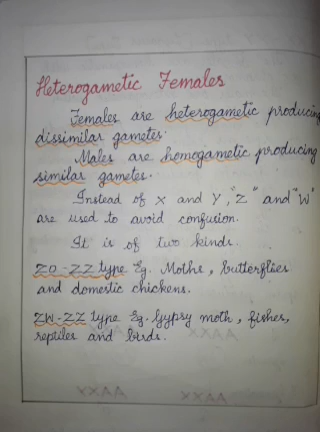 Heterogametic Females
Females are heterogametic producing
dissimilar gametes.
Males are homogametic producing
similar gametes.
Instead of X and Y, "Z" and "W"
are used to avoid confusion.
It is of two kinds.
ZO-ZZ type Eg. Moths, butterflies
and domestic chickens.
ZW-ZZ type Eg. Gypsy moth, fishes,
reptiles and birds.